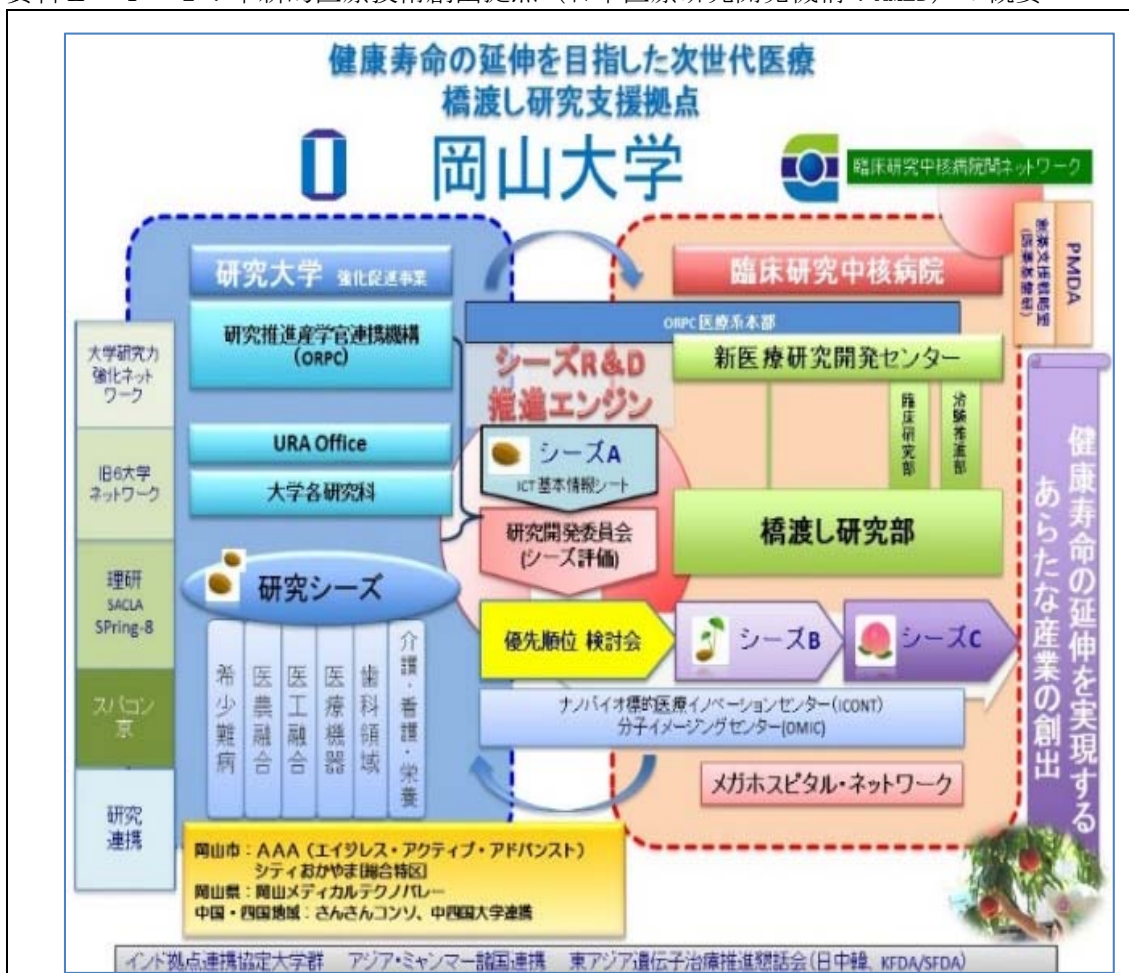 健康寿命の延伸を目指した次世代医療
橋渡し研究支援拠点
岡山大学
臨床研究中核病院間ネットワーク
PMDA
研究大学 強化促進事業
臨床研究中核病院
ORPC医療系本部
研究推進産学官連携機構
(ORPC)
URA Office
大学各研究科
シーズR&D
推進エンジン
シーズA
ICT基本情報シート
研究開発委員会
(シーズ評価)
新医療研究開発センター
臨床研究部
治験推進部
橋渡し研究部
大学研究力
強化ネット
ワーク
旧6大学
ネットワーク
理研
SACLA
SPring-8
スパコン
京
研究
連携
研究シーズ
希少難病
医農融合
医工融合
医療機器
歯科領域
介護・看護・栄養
優先順位 検討会
シーズB
シーズC
ナノバイオ標的医療イノベーションセンター(ICONT)
分子イメージングセンター(OMIC)
メガホスピタル・ネットワーク
健康寿命の延伸を実現する
あらたな産業の創出
岡山市:AAA(エイジレス・アクティブ・アドバンスト)
シティおかやま[総合特区]
岡山県:岡山メディカルテクノバレー
中国・四国地域:さんさんコンソ、中四国大学連携
インド拠点連携協定大学群 アジア・ミャンマー諸国連携 東アジア遺伝子治療推進懇話会(日中韓、KFDA/SFDA)